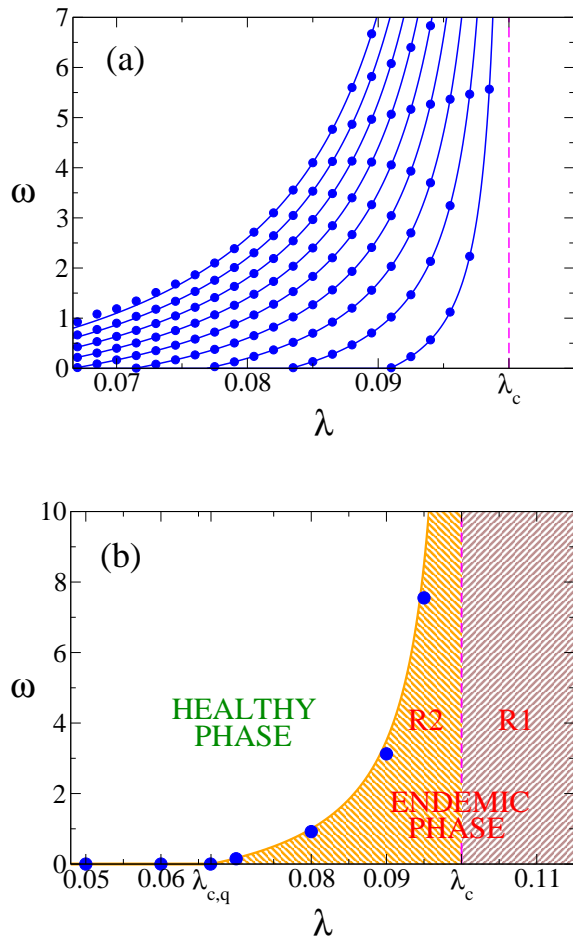 (a)
7
6
5
4
3
2
1
0
ω
0.07 0.08 0.09 λc
λ
(b)
10
8
6
4
2
0
ω
HEALTHY
PHASE
R2 R1
ENDEMIC
PHASE
0.05 0.06 λc,q 0.08 0.09 λc 0.11
λ